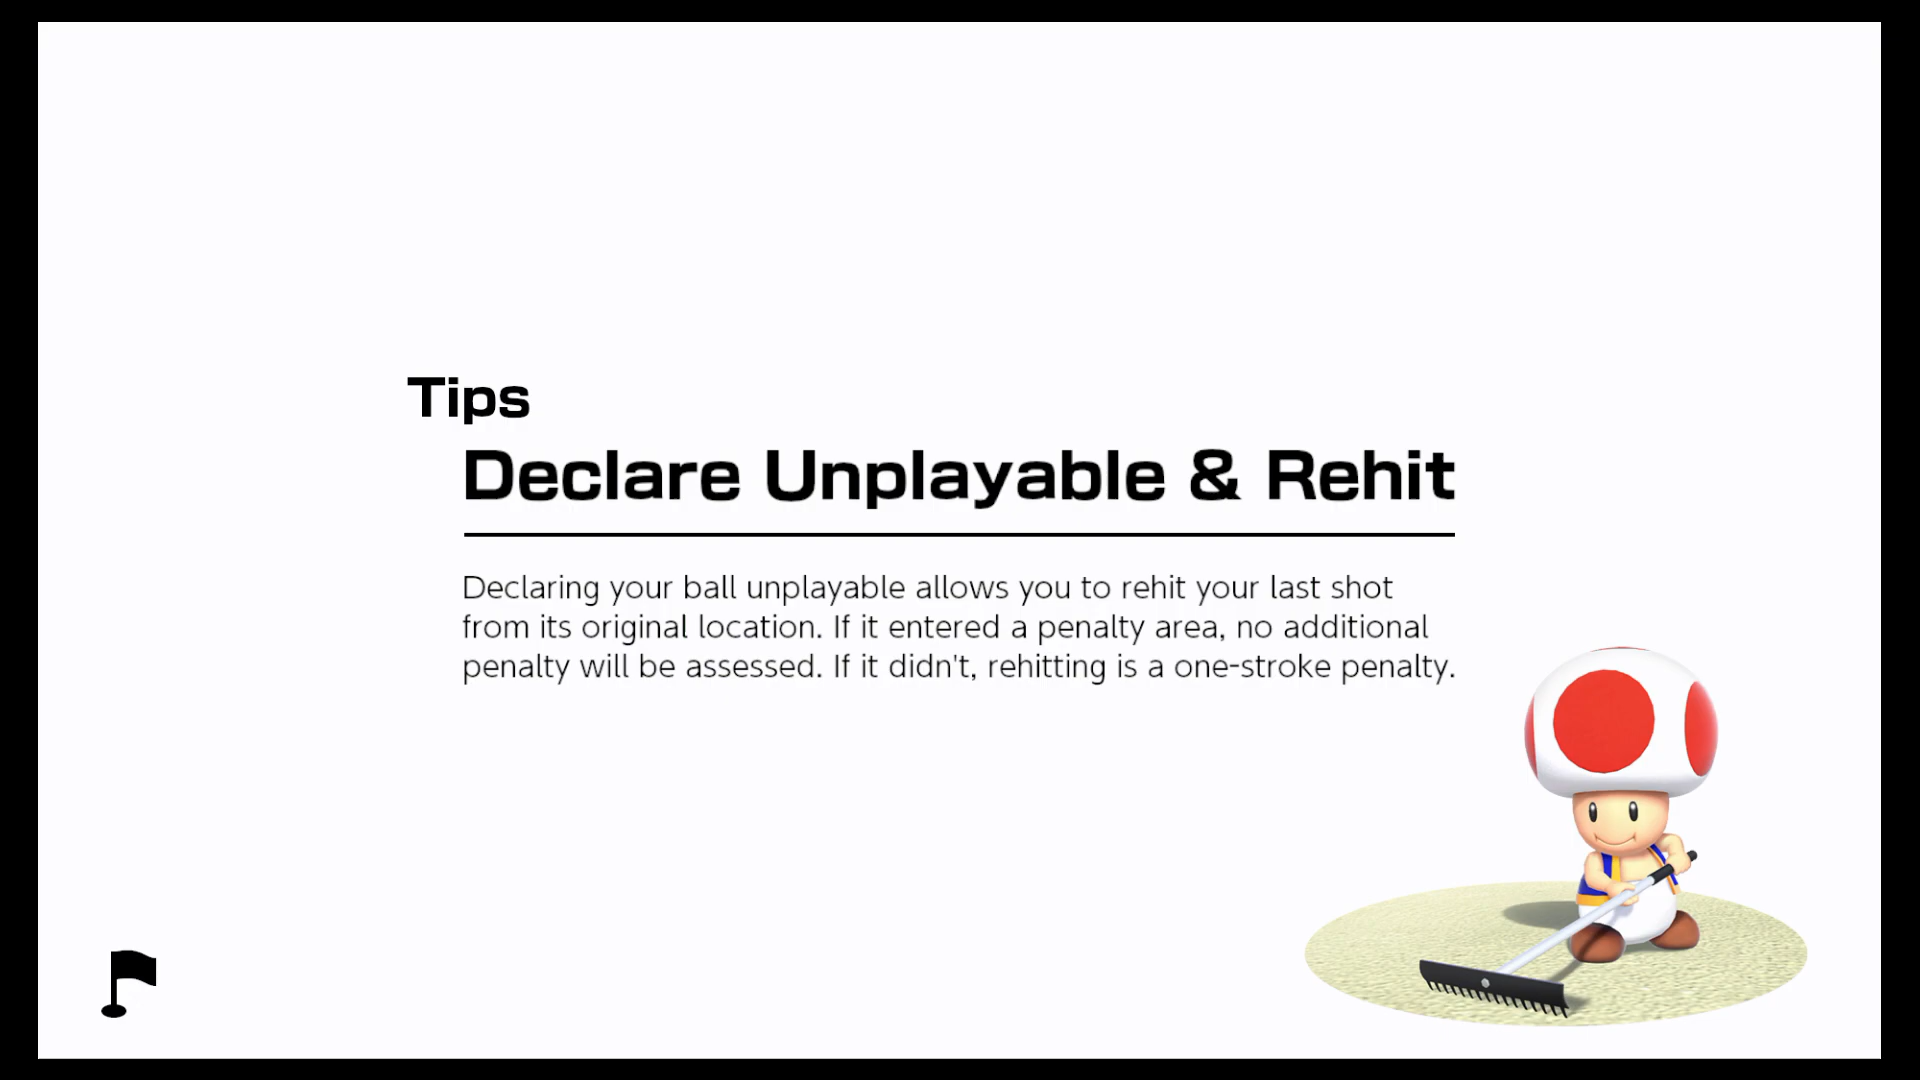 Tips
Declare Unplayable & Rehit
Declaring your ball unplayable allows you to rehit your last shot
from its original location. If it entered a penalty area, no additional
penalty will be assessed. If it didn't, rehitting is a one-stroke penalty.